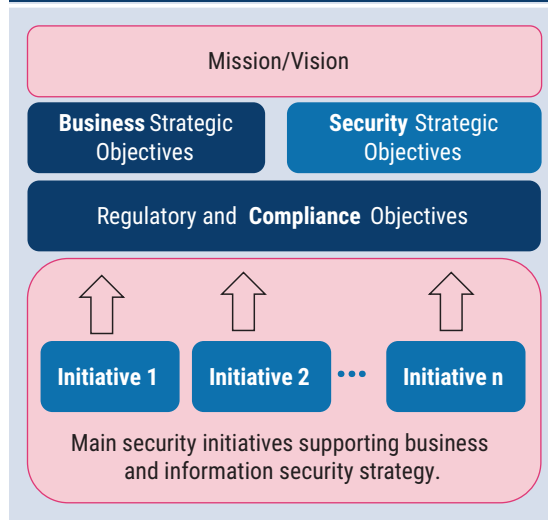 Mission/Vision
Business Strategic
Objectives
Security Strategic
Objectives
Regulatory and Compliance Objectives
Initiative 1
Initiative 2
•••
Initiative n
Main security initiatives supporting business
and information security strategy.